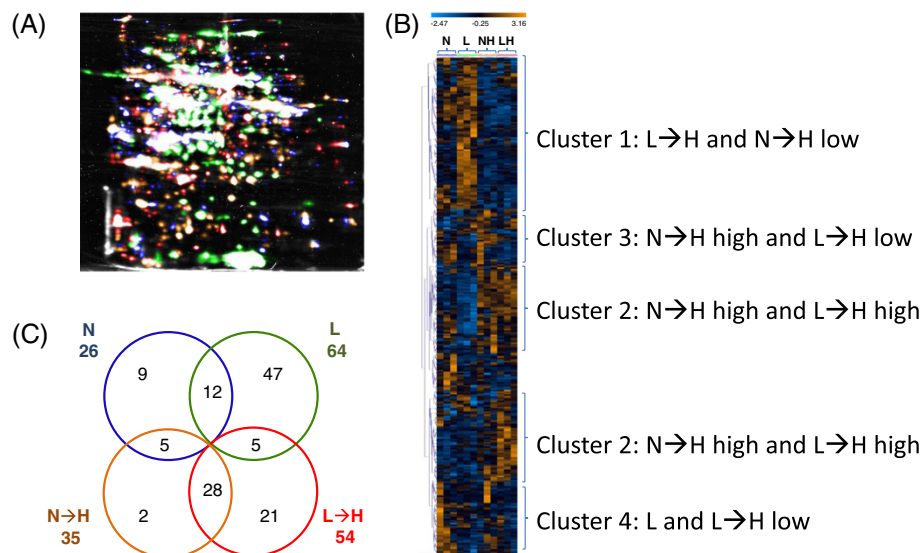 (A)
(B)
-2.47 -0.25 3.16
N L NH LH
Cluster 1: L→H and N→H low
Cluster 3: N→H high and L→H low
Cluster 2: N→H high and L→H high
Cluster 2: N→H high and L→H high
Cluster 4: L and L→H low
(C)
N
26
L
64
9
12
47
5
5
28
2
21
N→H
35
L→H
54